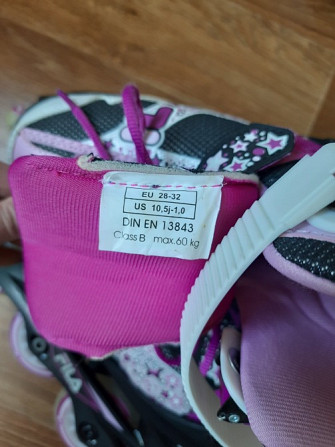 EU 28-32
US 10,5j-1,0
DIN EN 13843
Class B max.60 kg
FILA